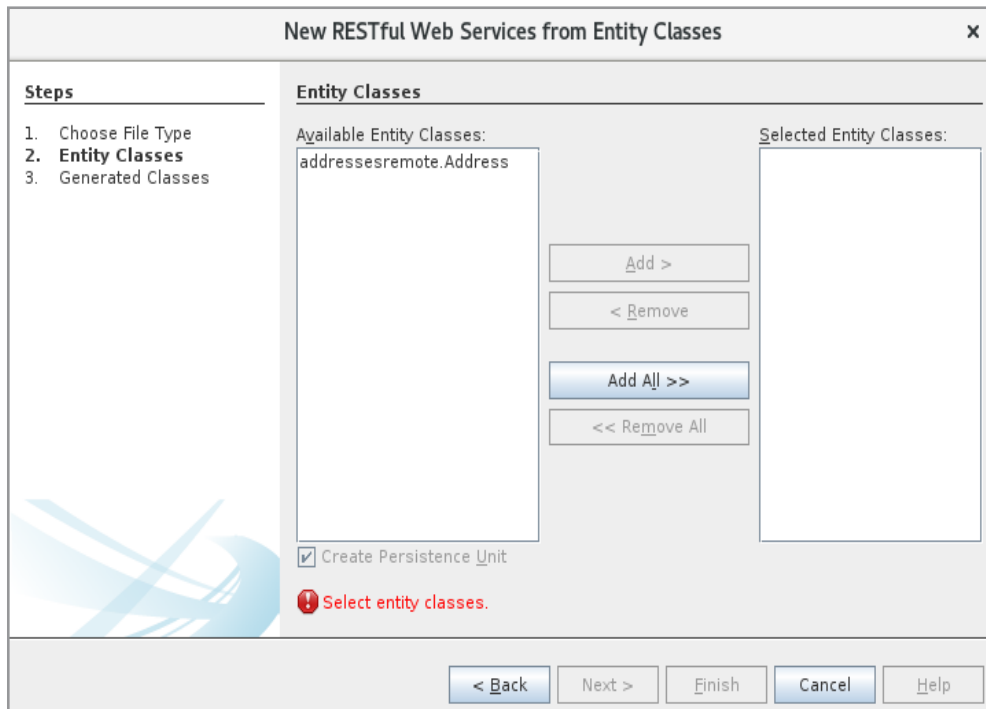 New RESTful Web Services from Entity Classes ×
Steps
1. Choose File Type
2. Entity Classes
3. Generated Classes
Entity Classes
Available Entity Classes:
addressesremote.Address
Add >
< Remove
Add All >>
<< Remove All
Selected Entity Classes:
Create Persistence Unit
Select entity classes.
< Back Next > Finish Cancel Help